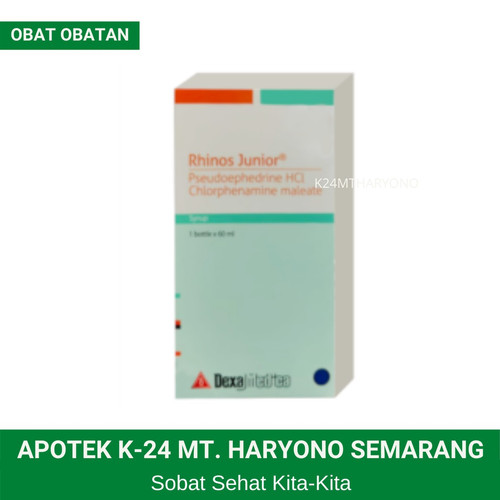 OBAT OBATAN
Rhinos Junior®
Pseudoephedrine HCl
Chlorphenamine maleate
K24MTHARYONO
Syrup
1 bottle x 60 ml
Dexa Medica
APOTEK K-24 MT. HARYONO SEMARANG
Sobat Sehat Kita-Kita